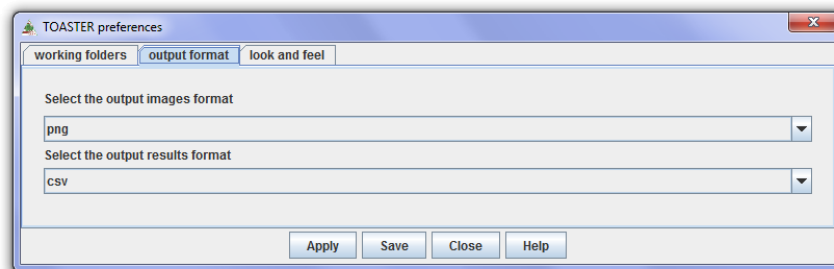 TOASTER preferences
working folders output format look and feel
Select the output images format
png
Select the output results format
csv
Apply Save Close Help